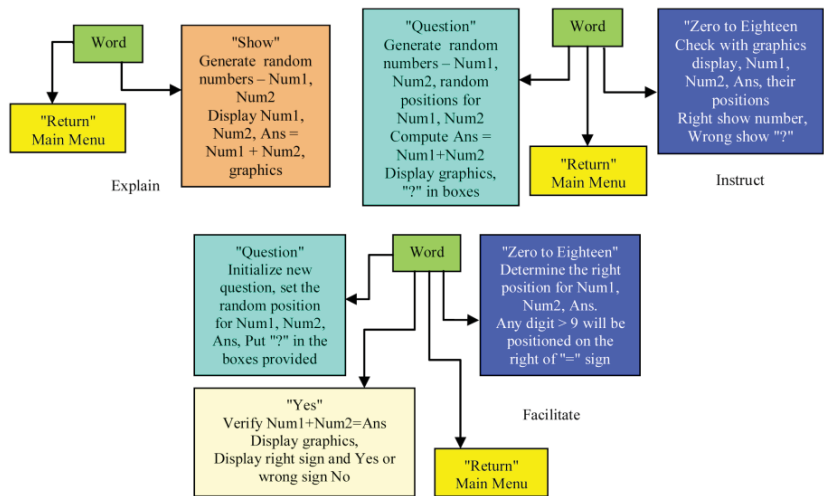 Word
"Return"
Main Menu
"Show"
Generate random
numbers – Num1,
Num2
Display Num1,
Num2, Ans =
Num1 + Num2,
graphics
Explain
"Question"
Generate random
numbers – Num1,
Num2, random
positions for
Num1, Num2
Compute Ans =
Num1+Num2
Display graphics,
"?" in boxes
Word
"Return"
Main Menu
"Zero to Eighteen
Check with graphics
display, Num1,
Num2, Ans, their
positions
Right show number,
Wrong show "?"
Instruct
"Question"
Initialize new
question, set the
random position
for Num1, Num2,
Ans, Put "?" in the
boxes provided
Word
"Zero to Eighteen"
Determine the right
position for Num1,
Num2, Ans.
Any digit > 9 will be
positioned on the
right of "=" sign
"Yes"
Verify Num1+Num2=Ans
Display graphics,
Display right sign and Yes or
wrong sign No
"Return"
Main Menu
Facilitate